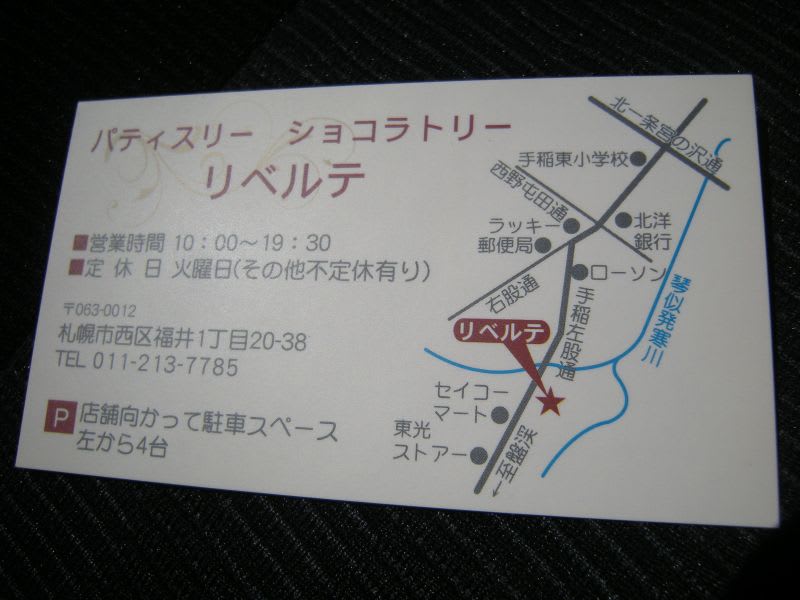 パティスリー ショコラトリー
リベルテ
■営業時間 10：00〜19：30
■定 休 日 火曜日(その他不定休有り)
〒063-0012
札幌市西区福井1丁目20-38
TEL 011-213-7785
P 店舗向かって駐車スペース
左から4台
北一条宮の沢通
手稲東小学校
西野屯田通
ラッキー
郵便局
北洋
銀行
ローソン
石股通
手稲左股通
琴似発寒川
リベルテ
セイコー
マート
東光
ストアー
←至盤渓